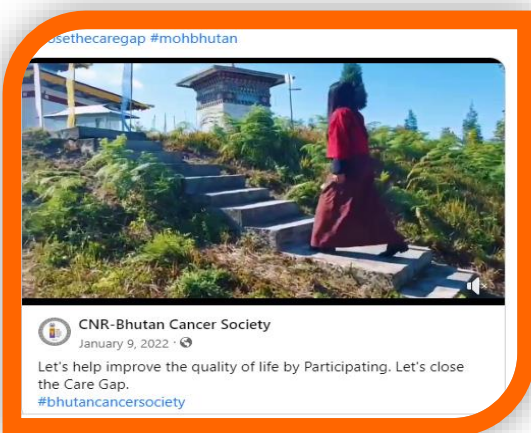 #mohbhutan
CNR-Bhutan Cancer Society
January 9, 2022 ·
Let's help improve the quality of life by Participating. Let's close
the Care Gap.
#bhutancancersociety